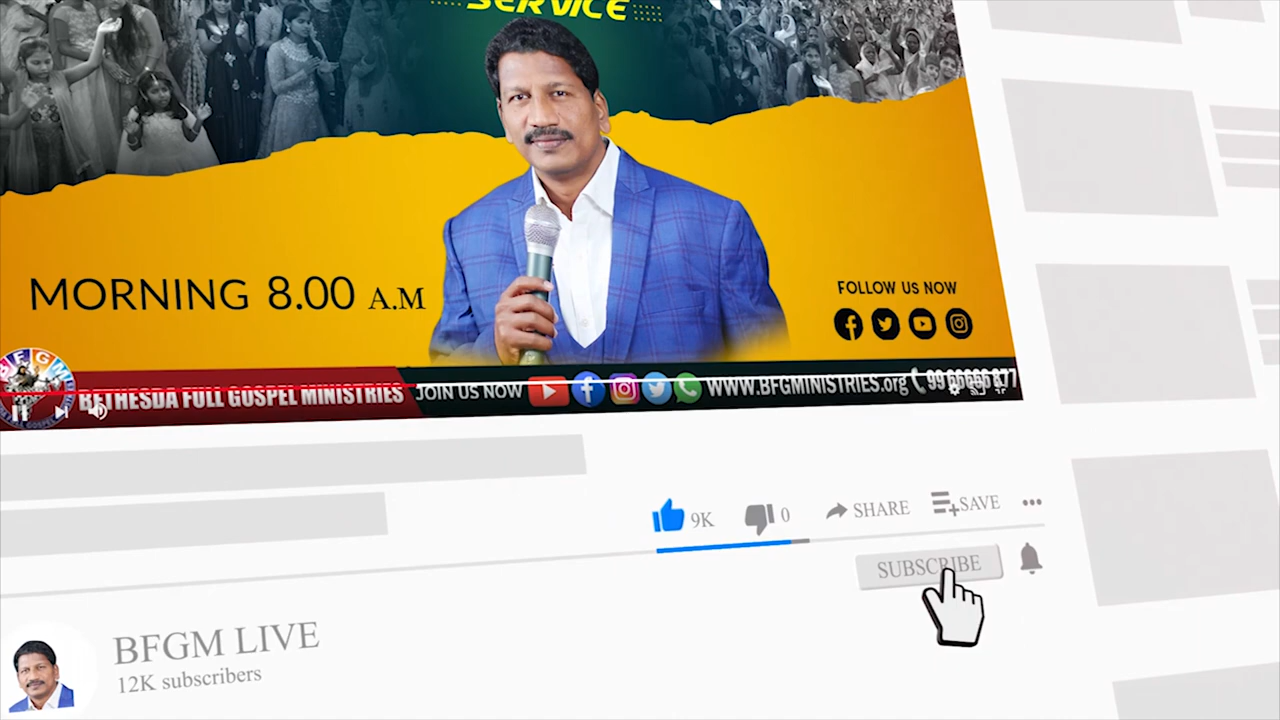 SERVICE
MORNING 8.00 A.M
FOLLOW US NOW
BFGM
BETHESDA FULL GOSPEL MINISTRIES
JOIN US NOW
WWW.BFGMINISTRIES.org
9K
0
SHARE
SAVE
SUBSCRIBE
BFGM LIVE
12K subscribers